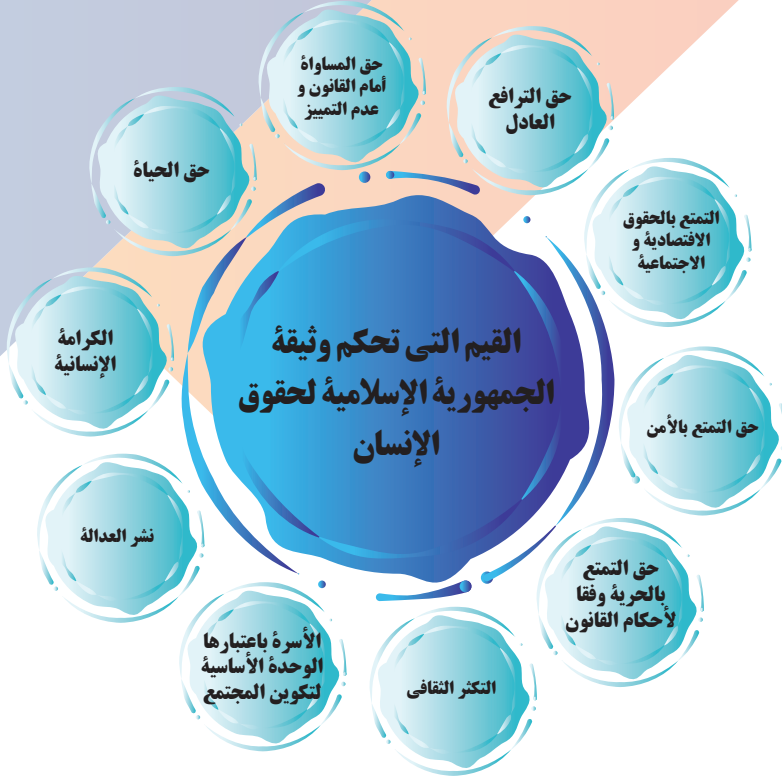 القيم التى تحكم وثيقة
الجمهورية الإسلامية لحقوق
الإنسان
حق المساواة
أمام القانون و
عدم التمييز
حق الترافع
العادل
التمتع بالحقوق
الافتصادية و
الاجتماعية
حق التمتع بالأمن
حق التمتع
بالحرية وفقا
لأحكام القانون
التكثر الثقافى
الأسرة باعتبارها
الوحدة الأساسية
لتكوين المجتمع
نشر العدالة
الكرامة
الإنسانية
حق الحياة